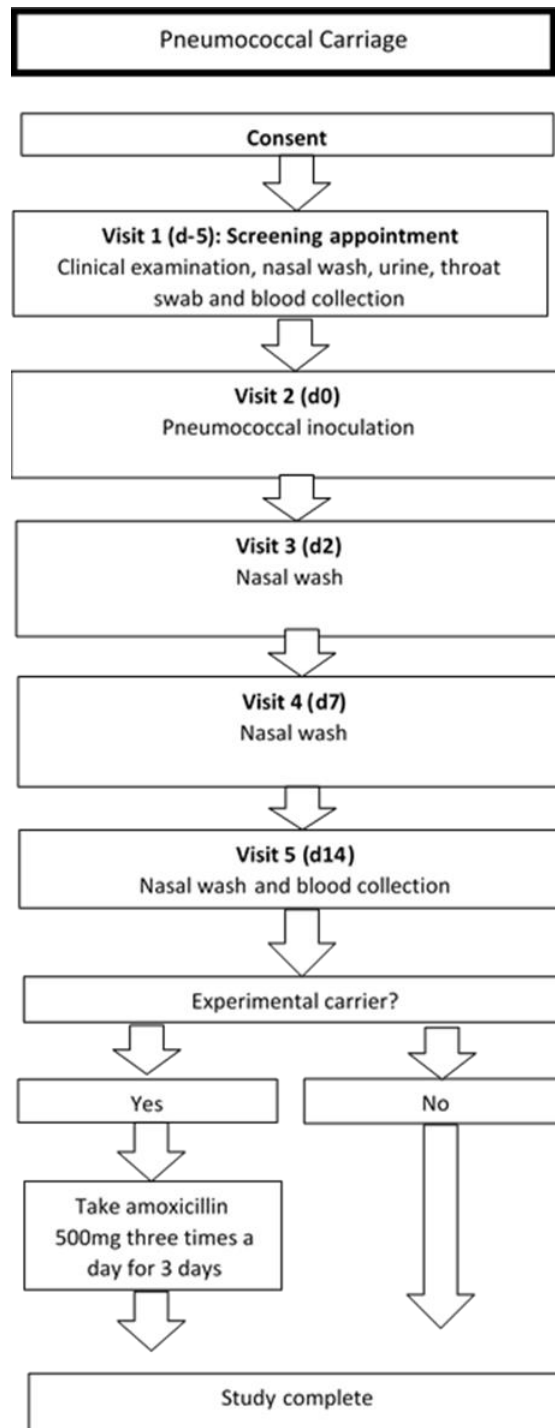 Pneumococcal Carriage
Consent
Visit 1 (d-5): Screening appointment
Clinical examination, nasal wash, urine, throat
swab and blood collection
Visit 2 (d0)
Pneumococcal inoculation
Visit 3 (d2)
Nasal wash
Visit 4 (d7)
Nasal wash
Visit 5 (d14)
Nasal wash and blood collection
Experimental carrier?
Yes
No
Take amoxicillin
500mg three times a
day for 3 days
Study complete